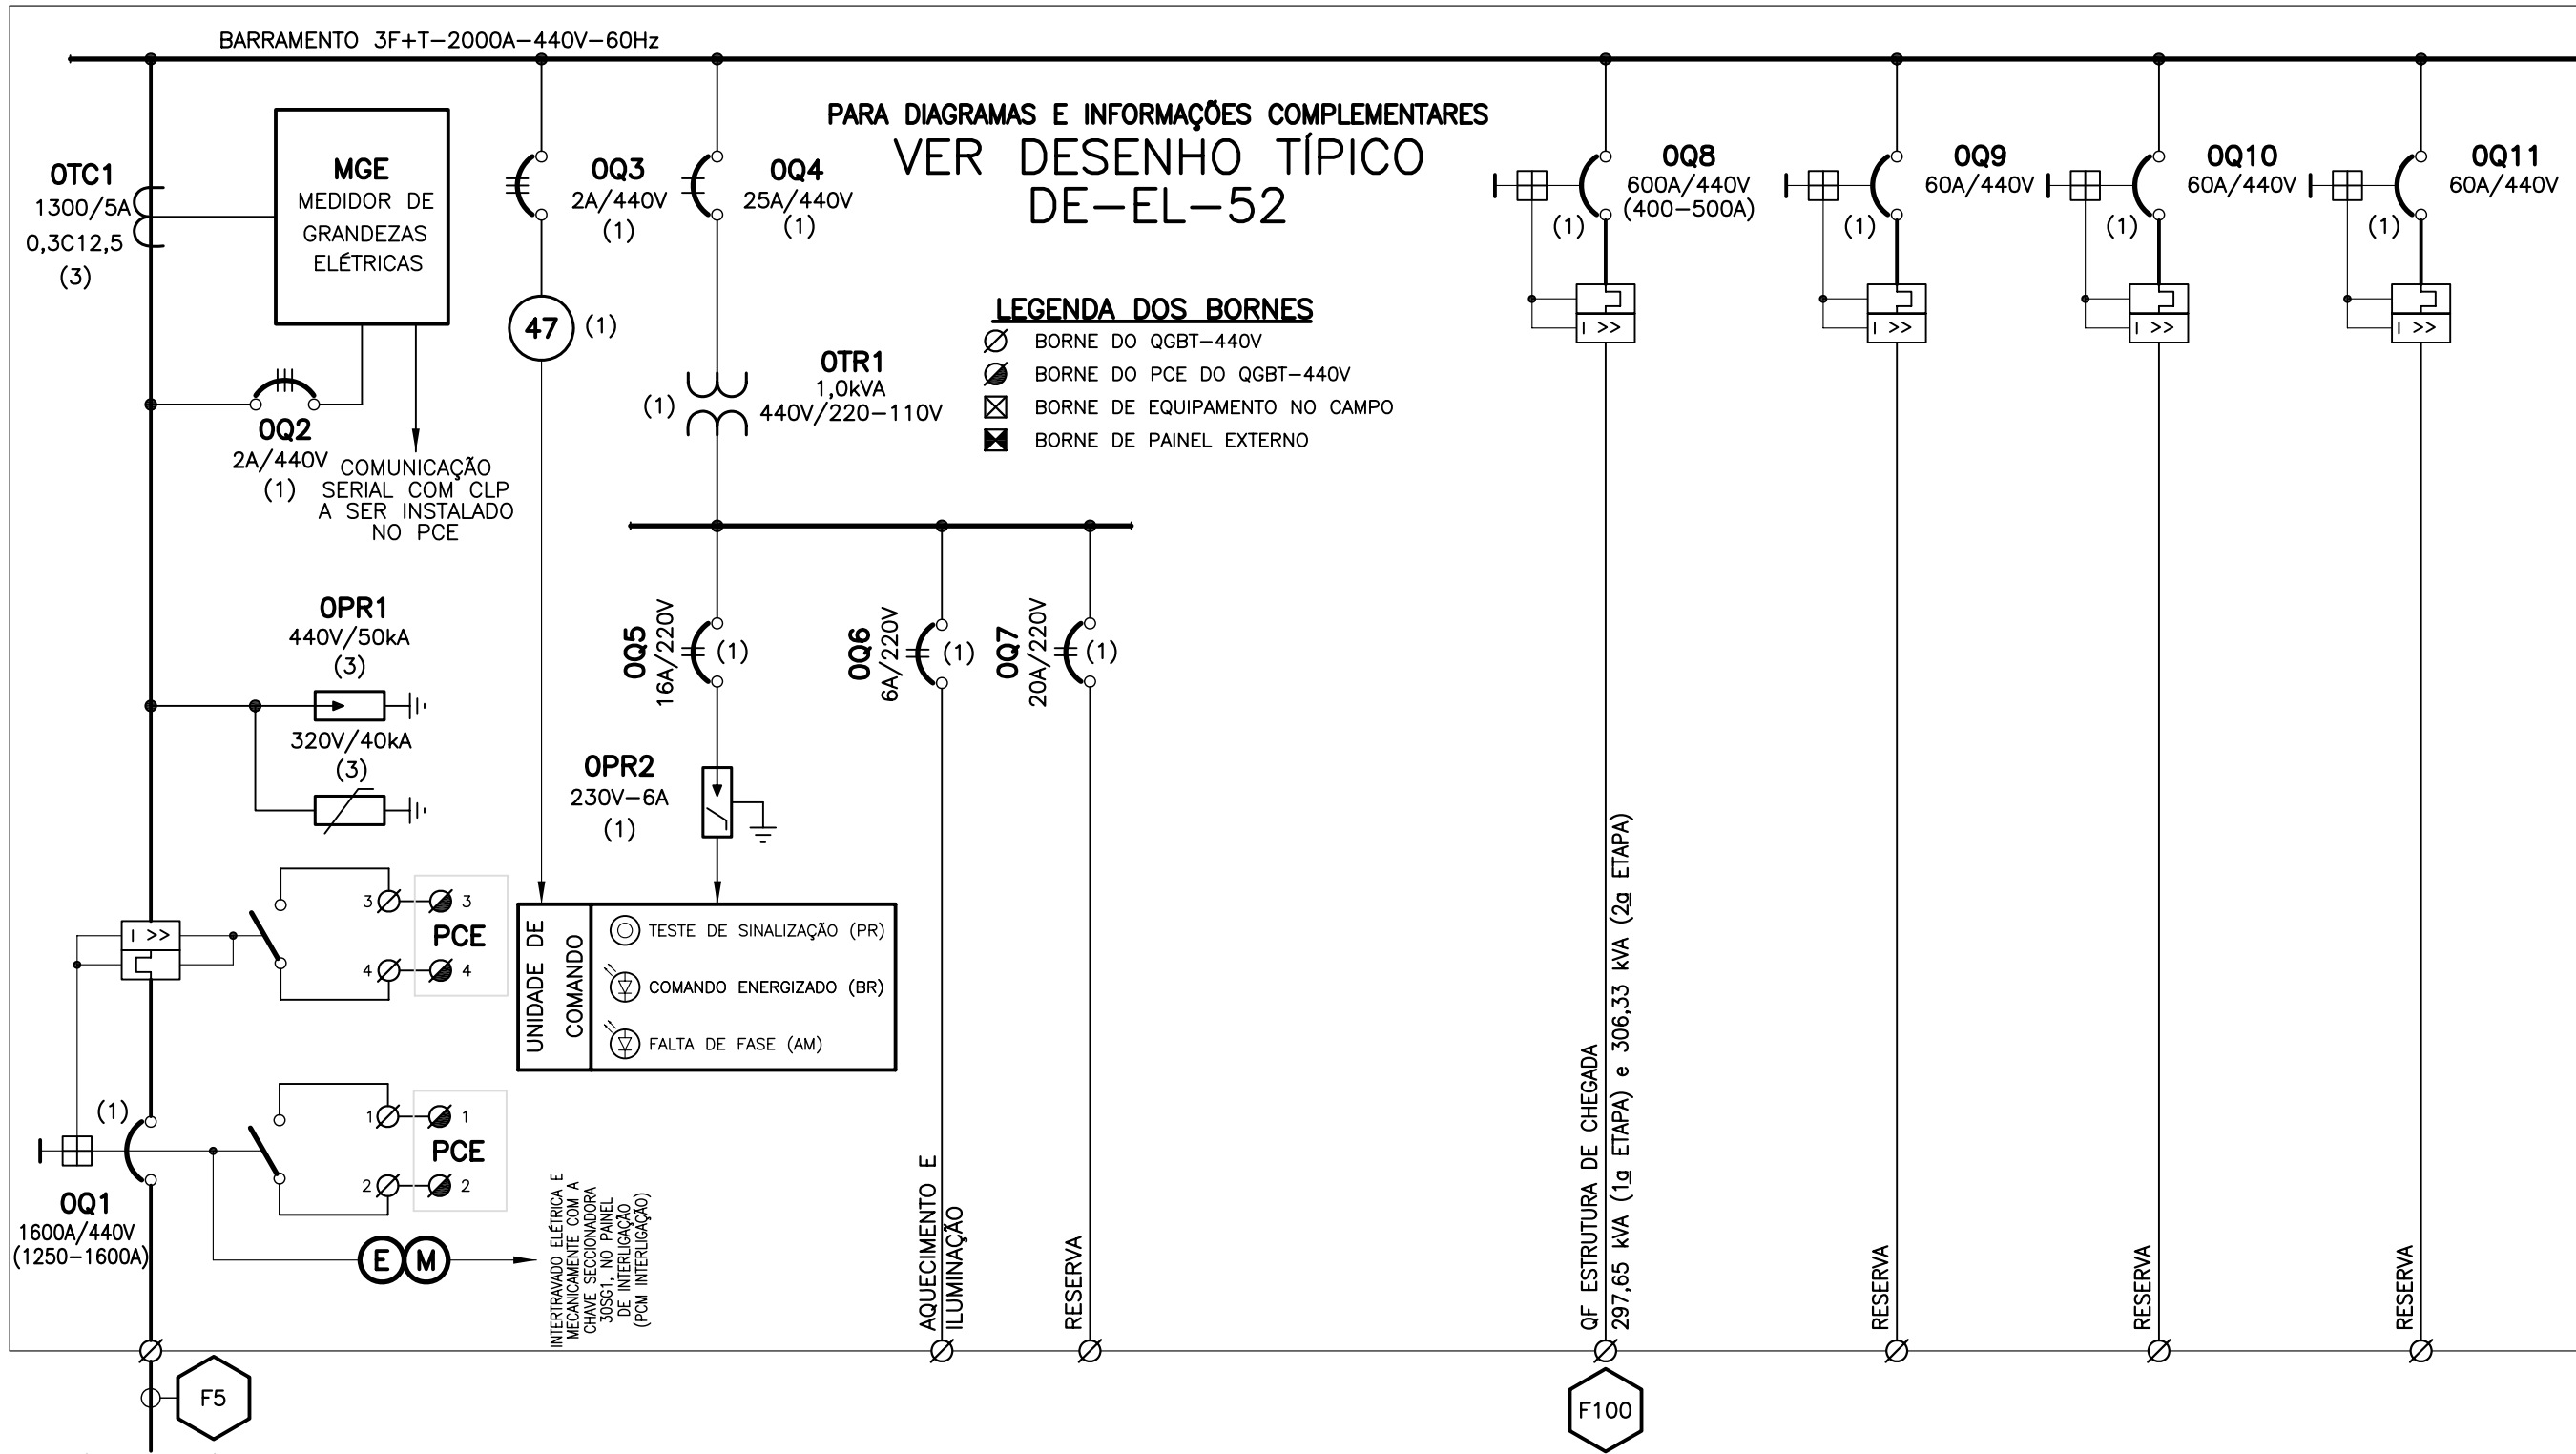 BARRAMENTO 3F+T-2000A-440V-60Hz
PARA DIAGRAMAS E INFORMAÇÕES COMPLEMENTARES
VER DESENHO TÍPICO
DE-EL-52
0TC1
1300/5A
0,3C12,5
(3)
MGE
MEDIDOR DE
GRANDEZAS
ELÉTRICAS
0Q3
2A/440V
(1)
0Q4
25A/440V
(1)
0Q8
600A/440V
(400-500A)
(1)
I >>
0Q9
60A/440V
(1)
I >>
0Q10
60A/440V
(1)
I >>
0Q11
60A/440V
(1)
I >>
47
(1)
0TR1
1,0kVA
440V/220-110V
(1)
LEGENDA DOS BORNES
BORNE DO QGBT-440V
BORNE DO PCE DO QGBT-440V
BORNE DE EQUIPAMENTO NO CAMPO
BORNE DE PAINEL EXTERNO
0Q2
2A/440V
(1)
COMUNICAÇÃO
SERIAL COM CLP
A SER INSTALADO
NO PCE
0PR1
440V/50kA
(3)
320V/40kA
(3)
0Q5
16A/220V
(1)
0Q6
6A/220V
(1)
0Q7
20A/220V
(1)
0PR2
230V-6A
(1)
I >>
3
3
PCE
4
4
UNIDADE DE
COMANDO
TESTE DE SINALIZAÇÃO (PR)
COMANDO ENERGIZADO (BR)
FALTA DE FASE (AM)
(1)
1
1
PCE
2
2
0Q1
1600A/440V
(1250-1600A)
E
M
INTERTRAVADO ELÉTRICA E
MECANICAMENTE COM A
CHAVE SECCIONADORA
30SG1, NO PAINEL
DE INTERLIGAÇÃO
(PCM INTERLIGAÇÃO)
AQUECIMENTO E
ILUMINAÇÃO
RESERVA
QF ESTRUTURA DE CHEGADA
297,65 kVA (1ª ETAPA) e 306,33 kVA (2ª ETAPA)
RESERVA
RESERVA
RESERVA
F5
F100